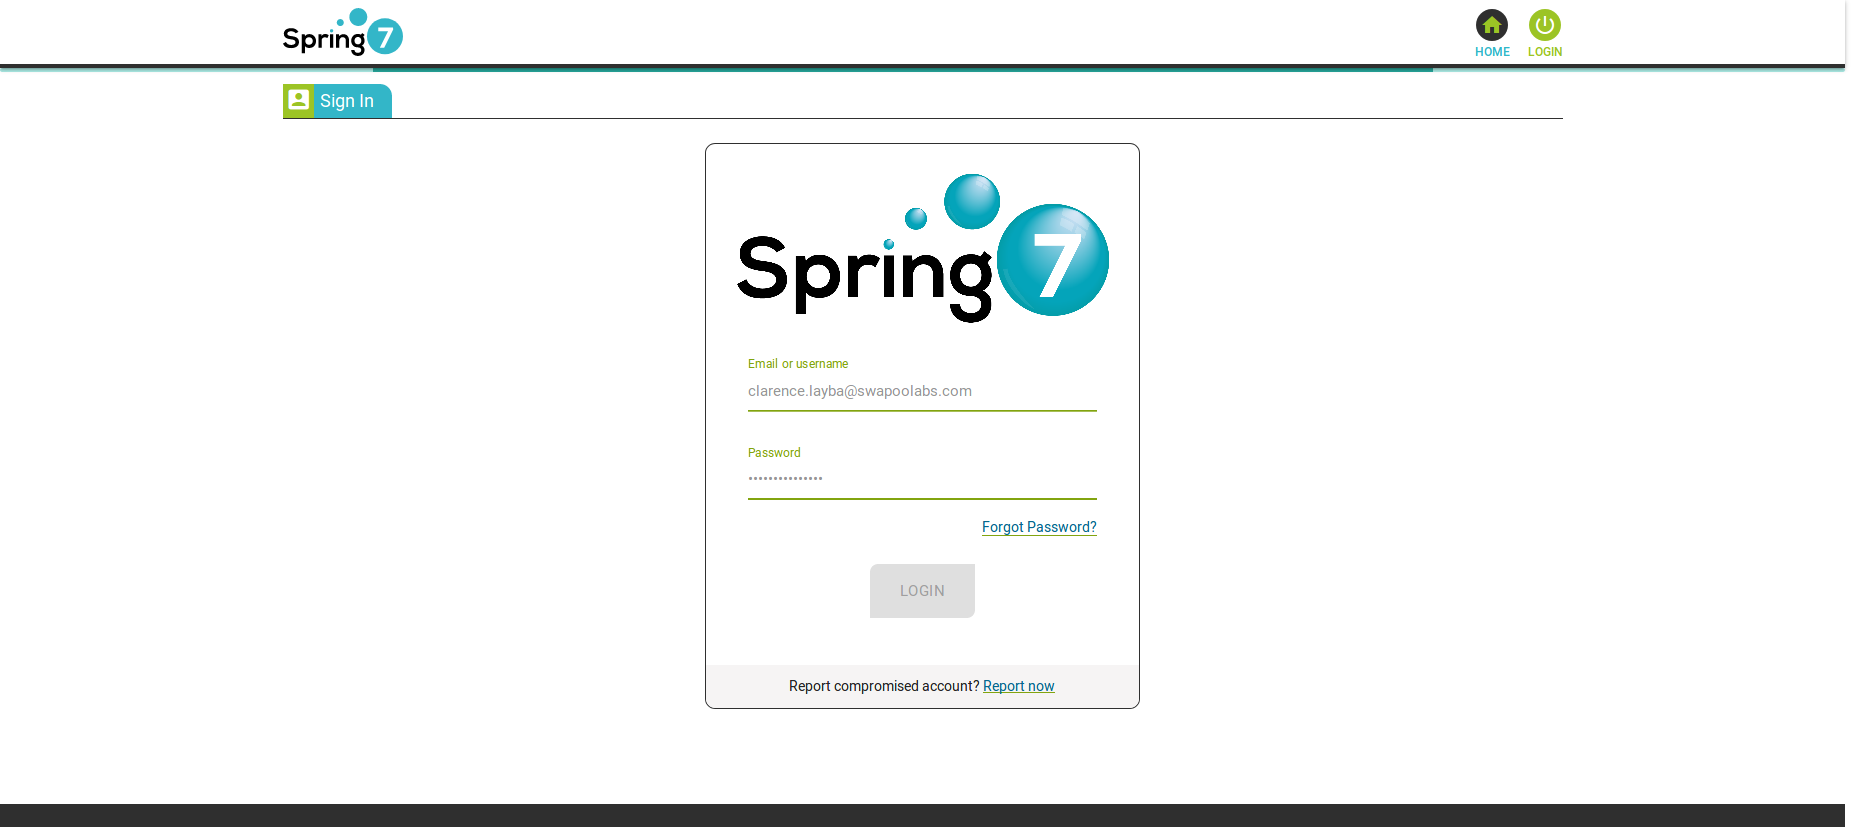 Spring 7
HOME
LOGIN
Sign In
Spring 7
Email or username
clarence.layba@swapoolabs.com
Password
•••••••••••••••
Forgot Password?
LOGIN
Report compromised account? Report now